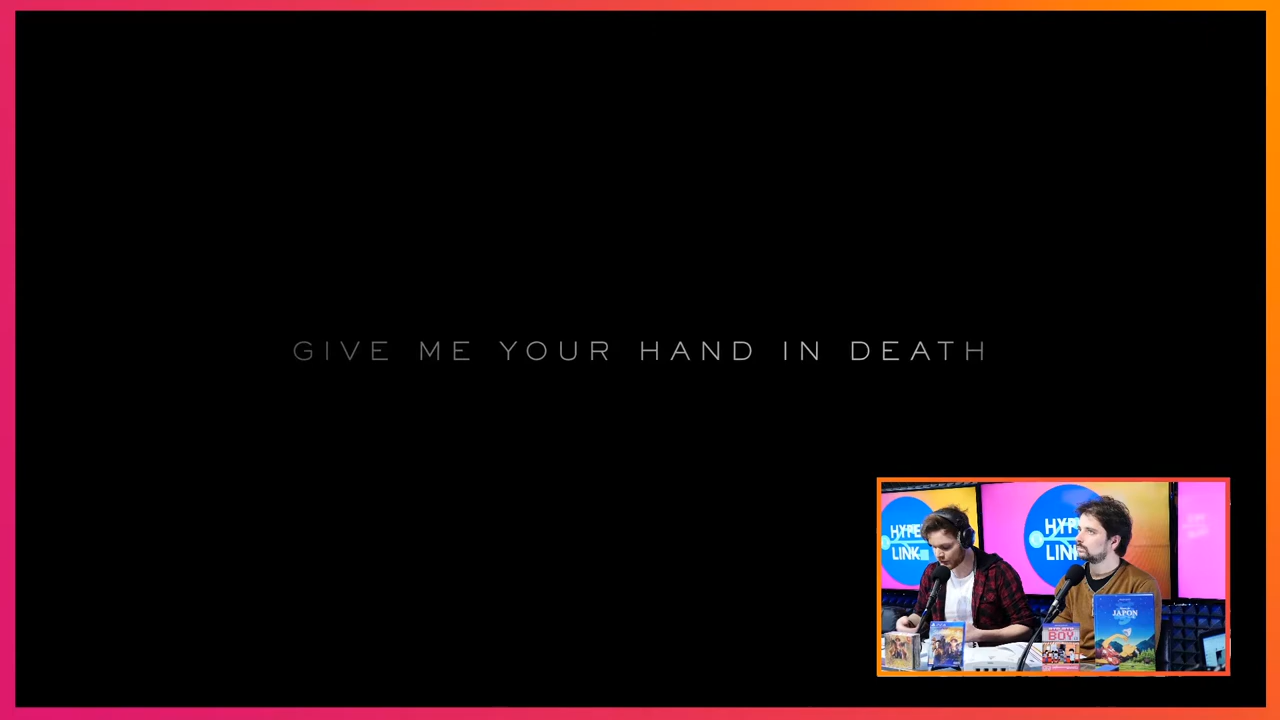 GIVE ME YOUR HAND IN DEATH
HYPE
LINK
HYPE
LINK
BOY
JAPON